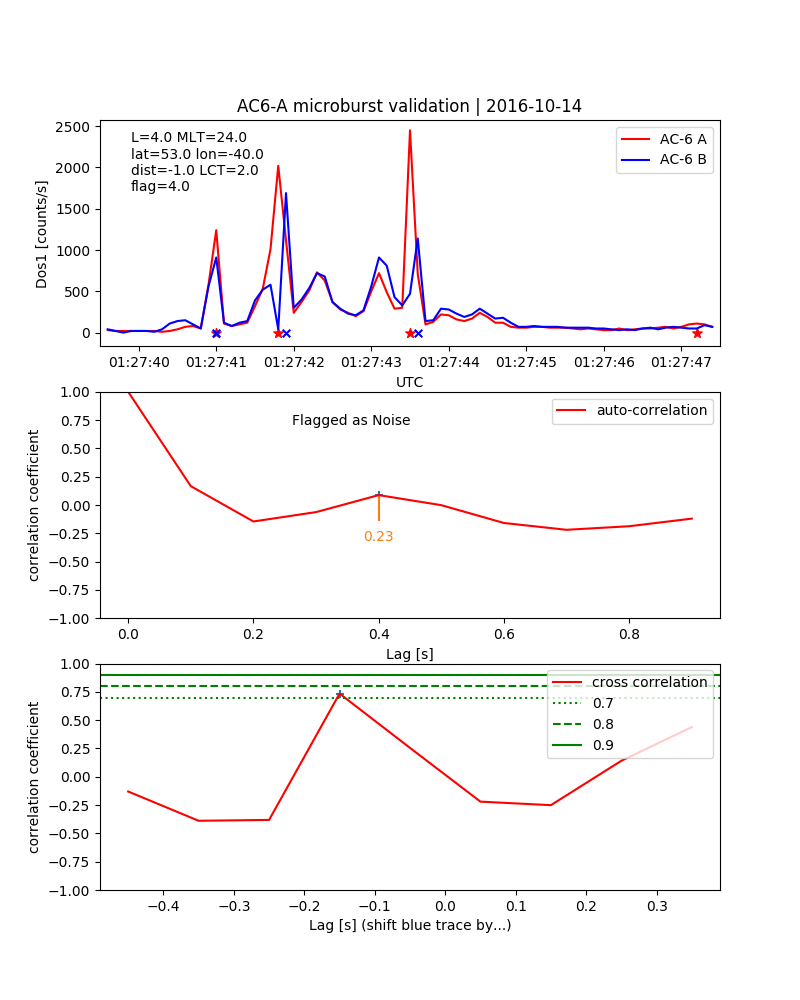 AC6-A microburst validation | 2016-10-14
2500
2000
1500
1000
500
0
Dos1 [counts/s]
L=4.0 MLT=24.0
lat=53.0 lon=-40.0
dist=-1.0 LCT=2.0
flag=4.0
AC-6 A
AC-6 B
01:27:40 01:27:41 01:27:42 01:27:43 01:27:44 01:27:45 01:27:46 01:27:47
UTC
1.00
0.75
0.50
0.25
0.00
−0.25
−0.50
−0.75
−1.00
correlation coefficient
Flagged as Noise
auto-correlation
0.23
0.0 0.2 0.4 0.6 0.8
Lag [s]
1.00
0.75
0.50
0.25
0.00
−0.25
−0.50
−0.75
−1.00
correlation coefficient
cross correlation
0.7
0.8
0.9
−0.4 −0.3 −0.2 −0.1 0.0 0.1 0.2 0.3
Lag [s] (shift blue trace by...)